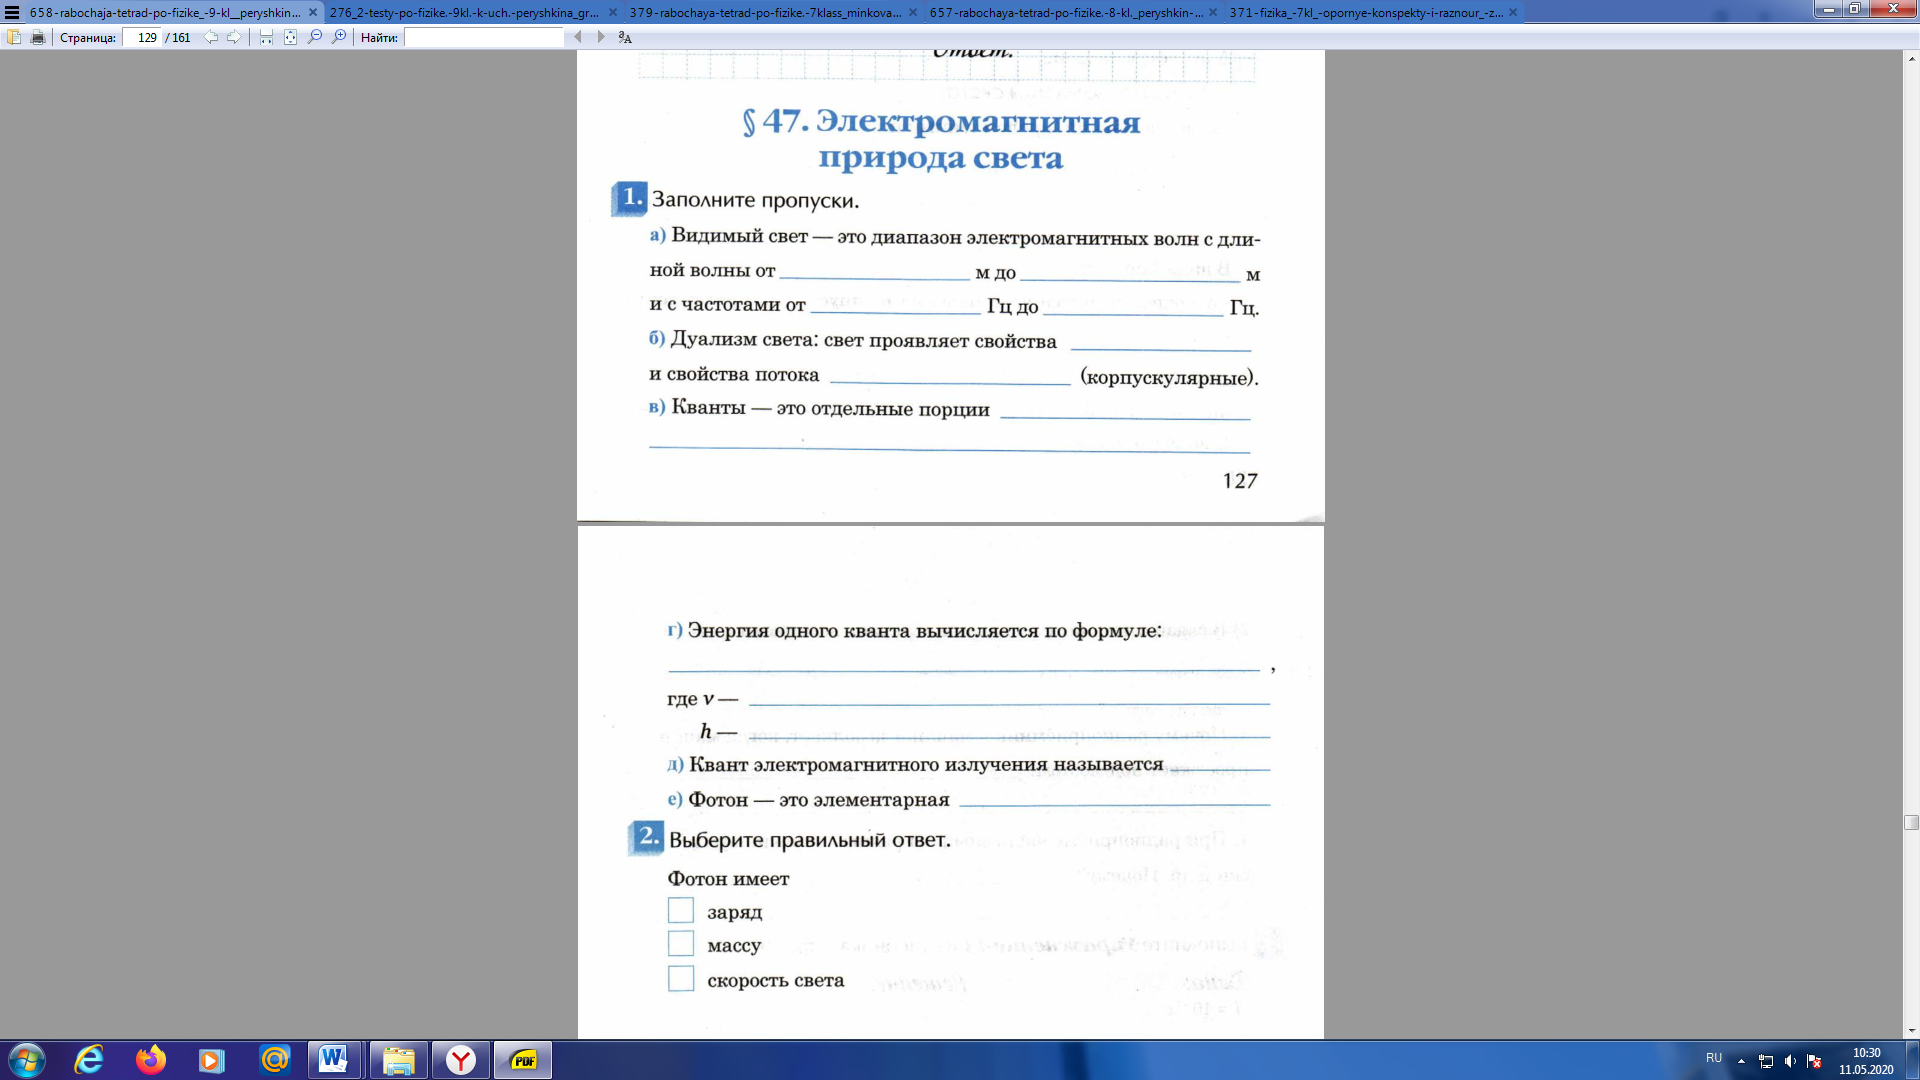 658-rabochaja-tetrad-po-fizike_-9-kl__peryshkin...
276_2-testy-po-fizike.-9kl.-k-uch.-peryshkina_gr...
379-rabochaya-tetrad-po-fizike.-7klass_minkova...
657-rabochaya-tetrad-po-fizike.-8-kl._peryshkin-...
371-fizika_-7kl_-opornye-konspekty-i-raznour_-z...
Страница: 129 / 161 Найти:
Ответ:
§ 47. Электромагнитная
природа света
1. Заполните пропуски.
а) Видимый свет — это диапазон электромагнитных волн с дли-
ной волны от м до м
и с частотами от Гц до Гц.
б) Дуализм света: свет проявляет свойства
и свойства потока (корпускулярные).
в) Кванты — это отдельные порции
127
г) Энергия одного кванта вычисляется по формуле:
,
где ν —
h —
д) Квант электромагнитного излучения называется
е) Фотон — это элементарная
2. Выберите правильный ответ.
Фотон имеет
заряд
массу
скорость света
RU
10:30
11.05.2020
PDF